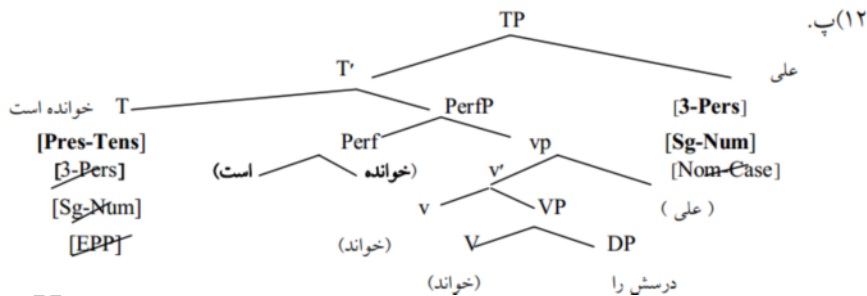 ۱۲)پ.
TP
T′ علی
خوانده است T PerfP [3-Pers]
[Pres-Tens] Perf vp [Sg-Num]
[3-Pers] است) (خوانده v′ [Nom-Case]
[Sg-Num] v VP (علی)
[EPP] (خواند) V DP
(خواند) درسش را